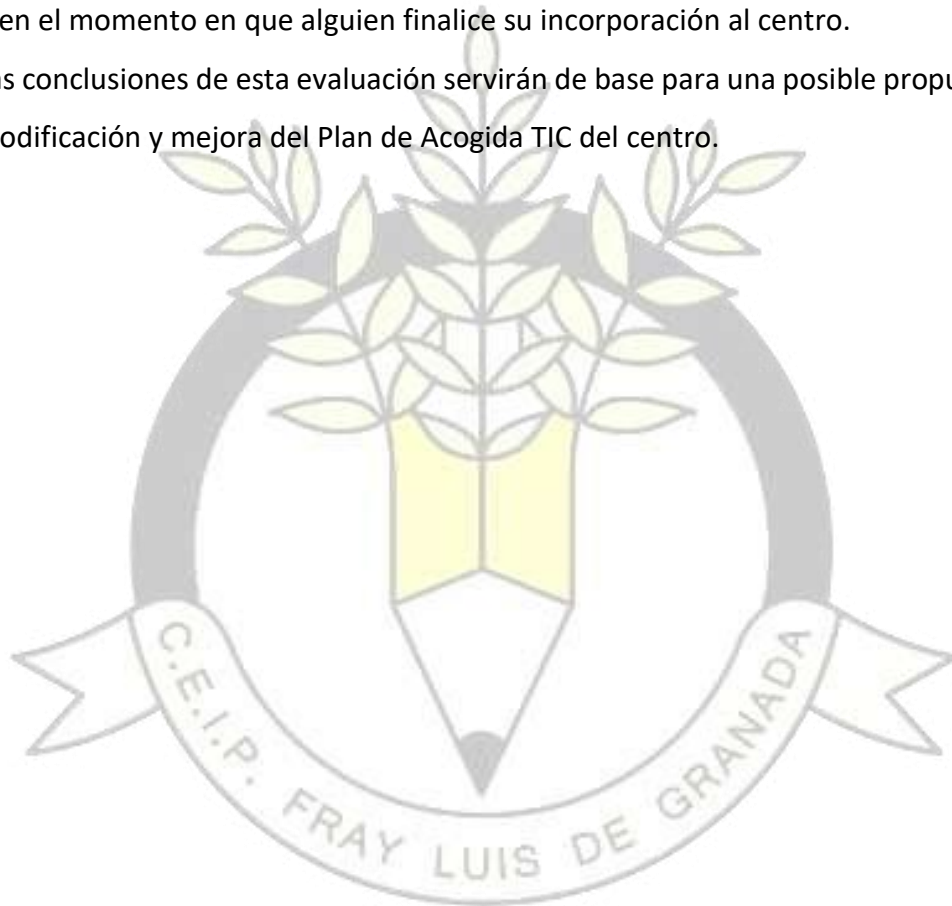 en el momento en que alguien finalice su incorporación al centro.
conclusiones de esta evaluación servirán de base para una posible
y mejora del Plan de Acogida TIC del centro.
C.E.I.P. FRAY LUIS DE GRANADA